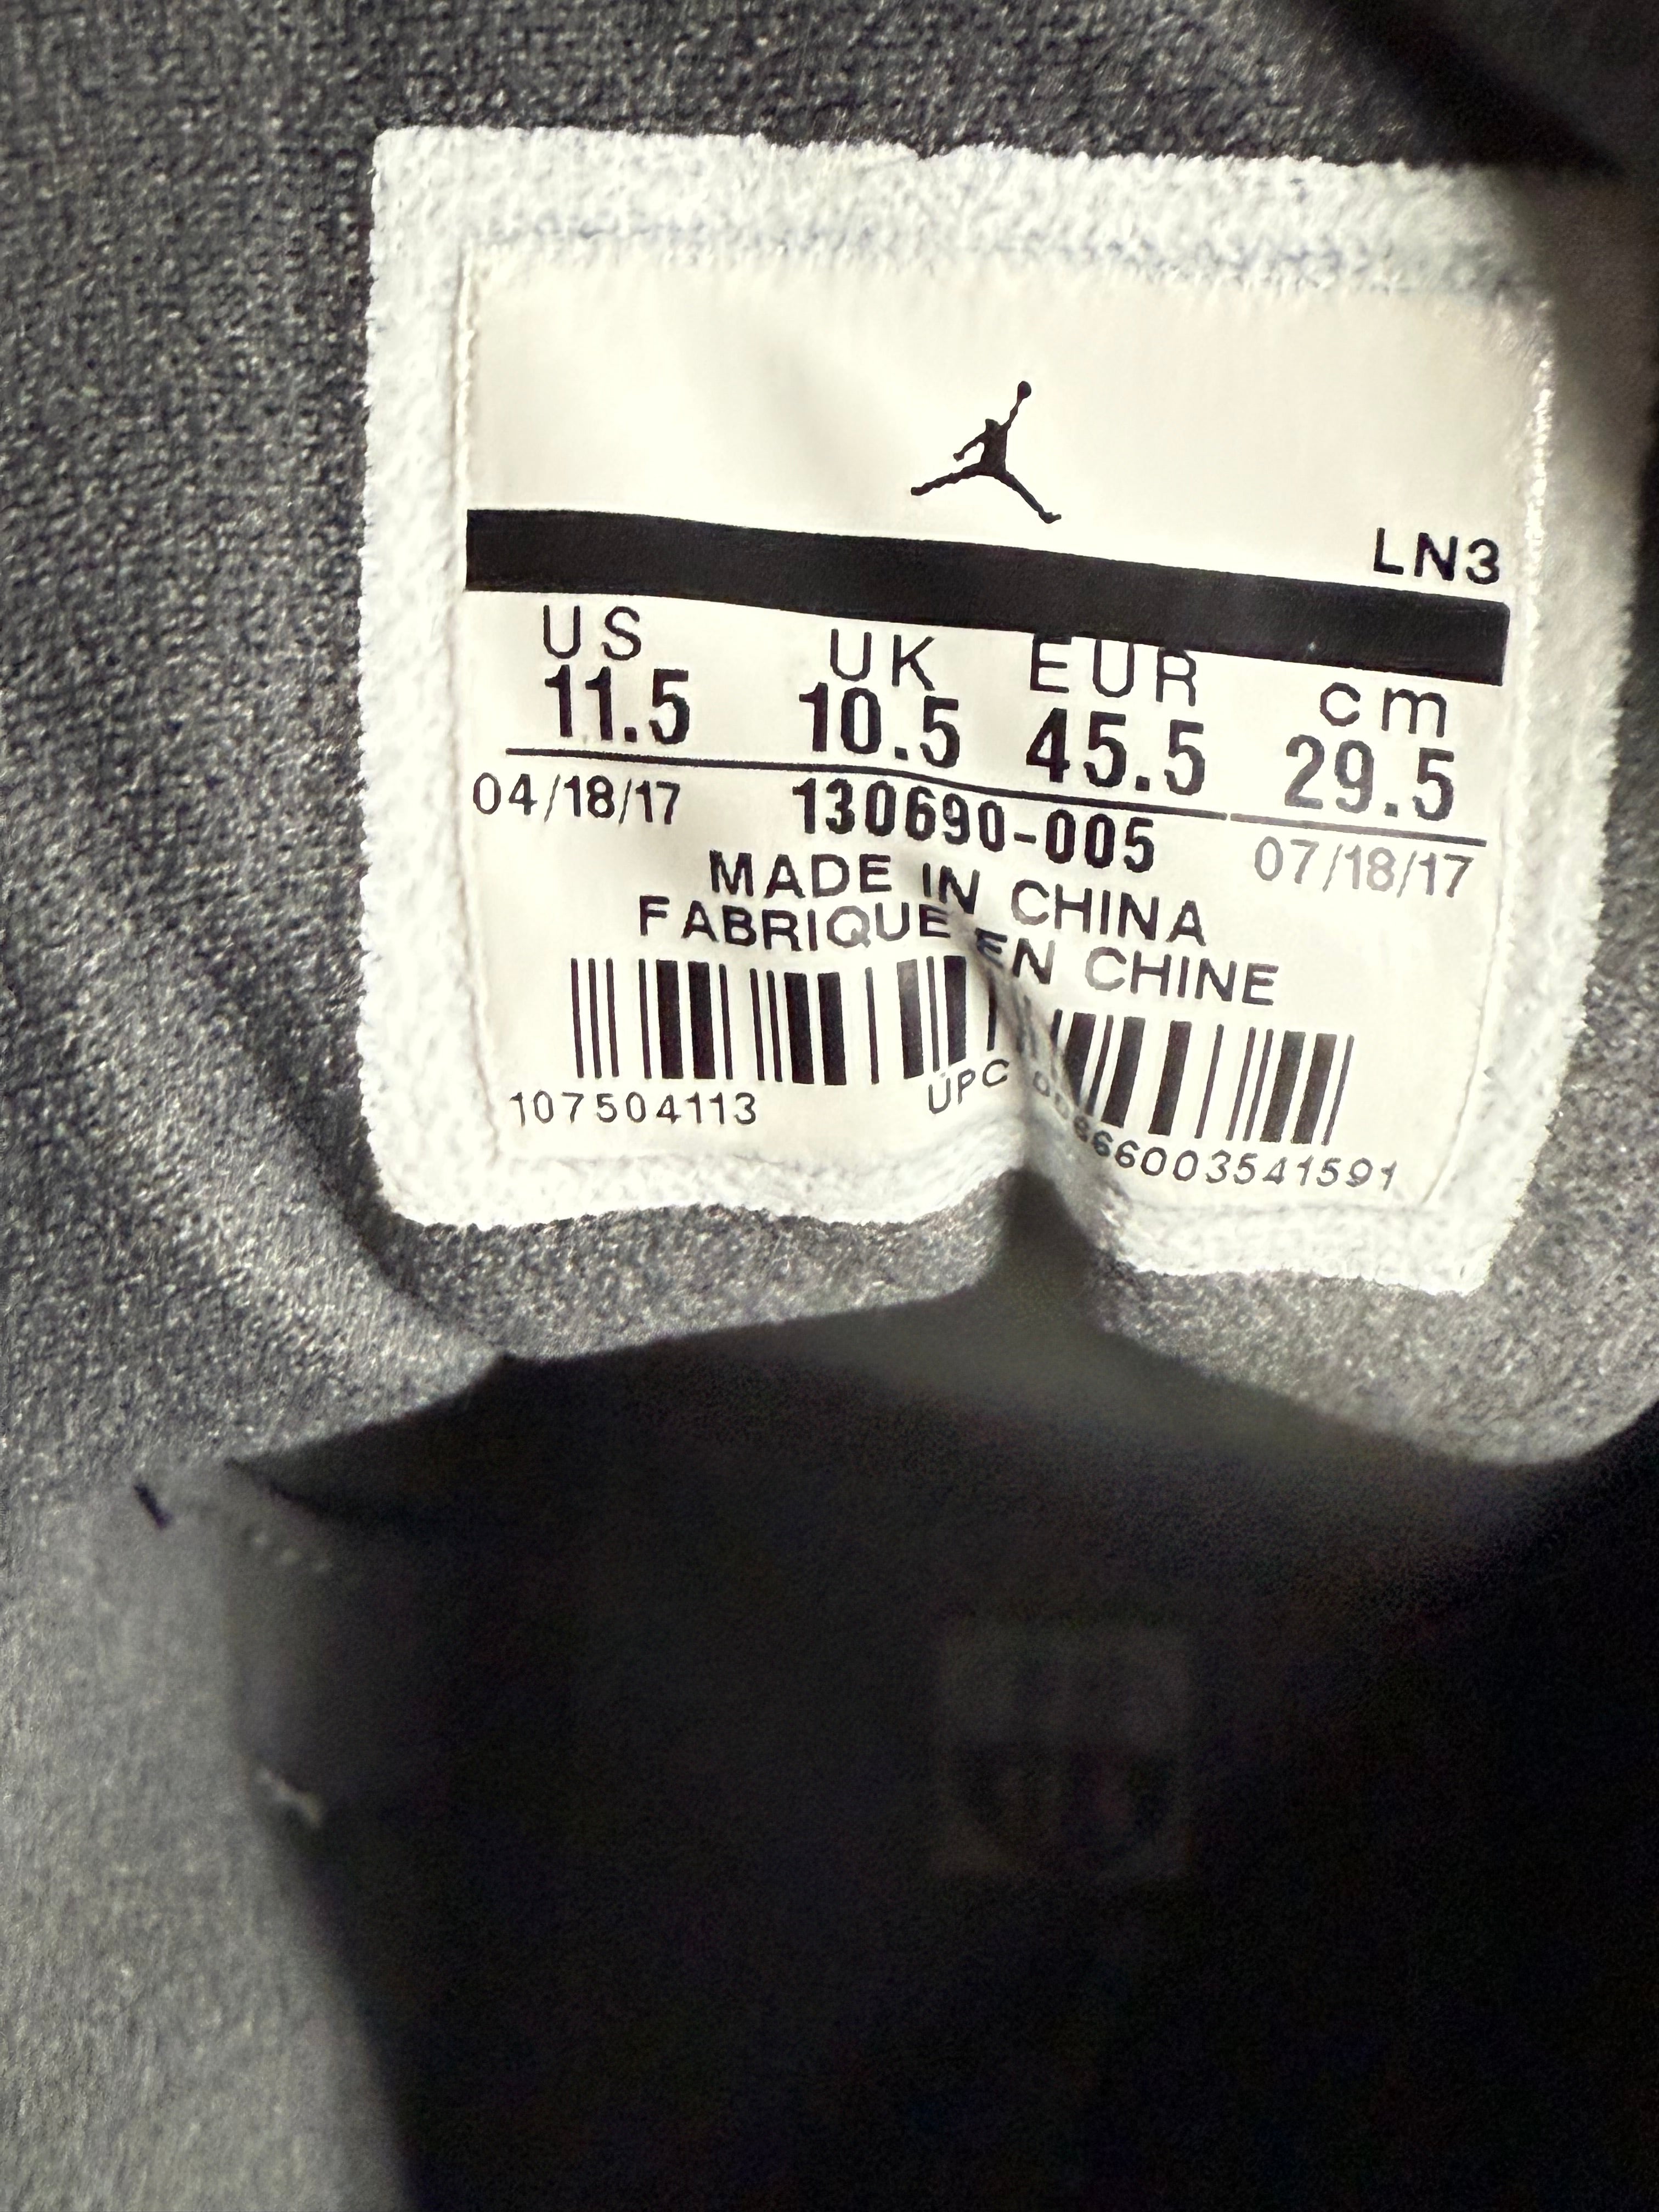 LN3
US UK EUR cm
11.5 10.5 45.5 29.5
04/18/17 130690-005 07/18/17
MADE IN CHINA
FABRIQUE EN CHINE
107504113 UPC